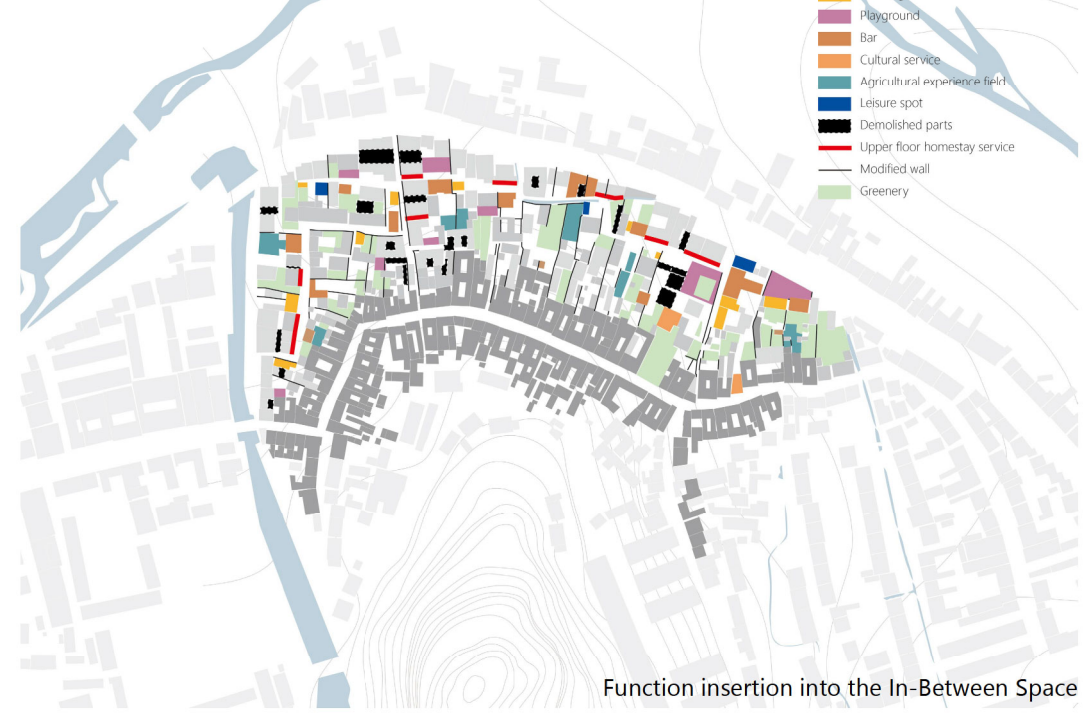 Playground
Bar
Cultural service
Agricultural experience field
Leisure spot
Demolished parts
Upper floor homestay service
Modified wall
Greenery
Function insertion into the In-Between Space